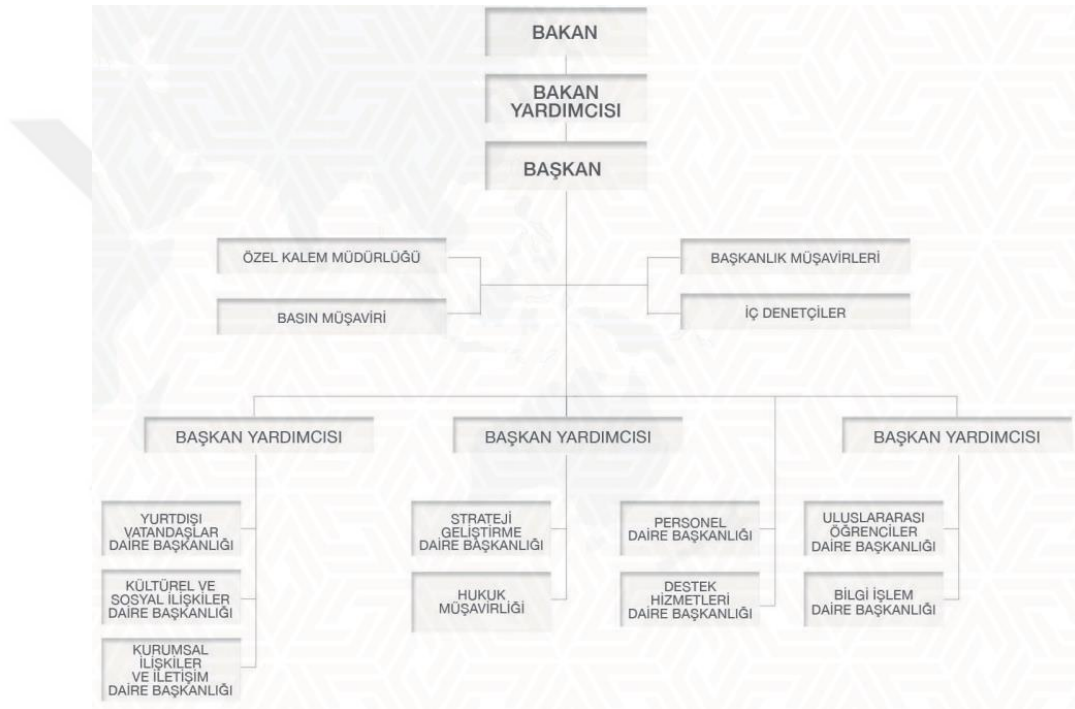 BAKAN
BAKAN
YARDIMCISI
BAŞKAN
ÖZEL KALEM MÜDÜRLÜĞÜ
BAŞKANLIK MÜŞAVİRLERİ
BASIN MÜŞAVİRİ
İÇ DENETÇİLER
BAŞKAN YARDIMCISI
BAŞKAN YARDIMCISI
BAŞKAN YARDIMCISI
YURTDIŞI
VATANDAŞLAR
DAİRE BAŞKANLIĞI
STRATEJİ
GELİŞTİRME
DAİRE BAŞKANLIĞI
PERSONEL
DAİRE BAŞKANLIĞI
ULUSLARARASI
ÖĞRENCİLER
DAİRE BAŞKANLIĞI
KÜLTÜREL VE
SOSYAL İLİŞKİLER
DAİRE BAŞKANLIĞI
HUKUK
MÜŞAVİRLİĞİ
DESTEK
HİZMETLERİ
DAİRE BAŞKANLIĞI
BİLGİ İŞLEM
DAİRE BAŞKANLIĞI
KURUMSAL
İLİŞKİLER
VE İLETİŞİM
DAİRE BAŞKANLIĞI